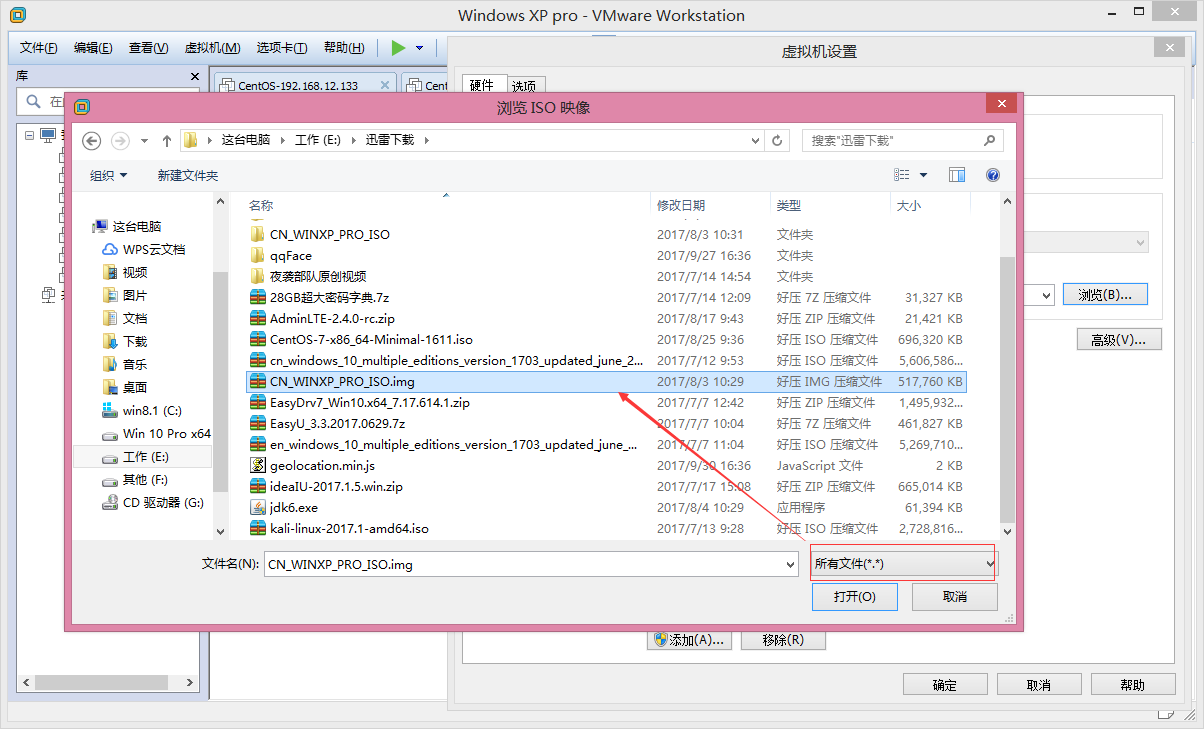 Windows XP pro - VMware Workstation
文件(F) 编辑(E) 查看(V) 虚拟机(M) 选项卡(T) 帮助(H)
虚拟机设置
库
CentOS-192.168.12.133
Cent
硬件 选项
在
浏览 ISO 映像
这台电脑 工作 (E:) 迅雷下载
搜索"迅雷下载"
组织 新建文件夹
名称 修改日期 类型 大小
这台电脑
WPS云文档
视频
图片
文档
下载
音乐
桌面
win8.1 (C:)
Win 10 Pro x64
工作 (E:)
其他 (F:)
CD 驱动器 (G:)
CN_WINXP_PRO_ISO 2017/8/3 10:31 文件夹
qqFace 2017/9/27 16:36 文件夹
夜袭部队原创视频 2017/7/14 14:54 文件夹
28GB超大密码字典.7z 2017/7/14 12:09 好压 7Z 压缩文件 31,327 KB
AdminLTE-2.4.0-rc.zip 2017/8/17 9:43 好压 ZIP 压缩文件 21,421 KB
CentOS-7-x86_64-Minimal-1611.iso 2017/8/25 9:36 好压 ISO 压缩文件 696,320 KB
cn_windows_10_multiple_editions_version_1703_updated_june_2... 2017/7/12 9:53 好压 ISO 压缩文件 5,606,586...
CN_WINXP_PRO_ISO.img 2017/8/3 10:29 好压 IMG 压缩文件 517,760 KB
EasyDrv7_Win10.x64_7.17.614.1.zip 2017/7/7 12:42 好压 ZIP 压缩文件 1,495,932...
EasyU_3.3.2017.0629.7z 2017/7/7 10:04 好压 7Z 压缩文件 461,827 KB
en_windows_10_multiple_editions_version_1703_updated_june_... 2017/7/7 11:04 好压 ISO 压缩文件 5,269,710...
geolocation.min.js 2017/9/30 16:36 JavaScript 文件 2 KB
ideaIU-2017.1.5.win.zip 2017/7/17 15:08 好压 ZIP 压缩文件 665,014 KB
jdk6.exe 2017/8/4 10:29 应用程序 61,394 KB
kali-linux-2017.1-amd64.iso 2017/7/13 9:28 好压 ISO 压缩文件 2,728,816...
浏览(B)...
高级(V)...
文件名(N): CN_WINXP_PRO_ISO.img 所有文件(*.*)
打开(O) 取消
添加(A)... 移除(R)
确定 取消 帮助